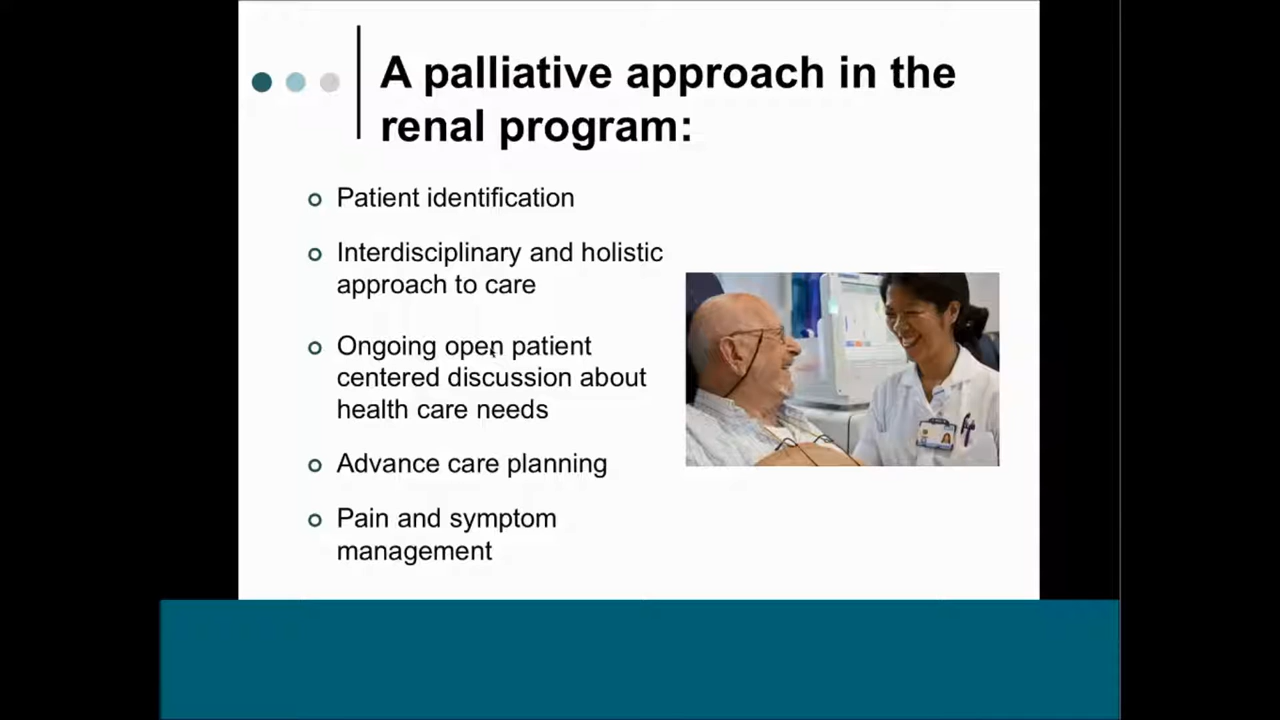 A palliative approach in the
renal program:
Patient identification
Interdisciplinary and holistic
approach to care
Ongoing open patient
centered discussion about
health care needs
Advance care planning
Pain and symptom
management